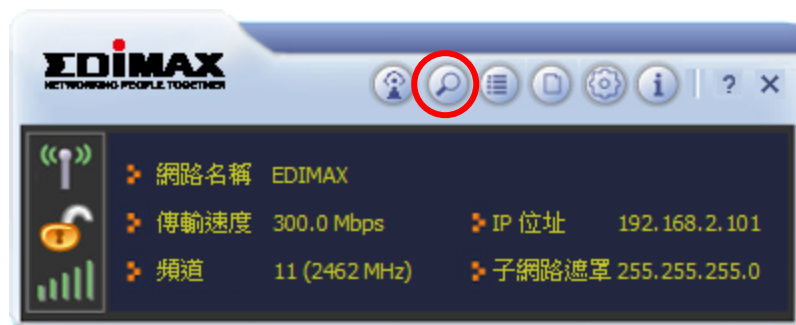 EDIMAX
NETWORKING PEOPLE TOGETHER
i ? ×
網路名稱 EDIMAX
傳輸速度 300.0 Mbps IP 位址 192.168.2.101
頻道 11 (2462 MHz) 子網路遮罩 255.255.255.0